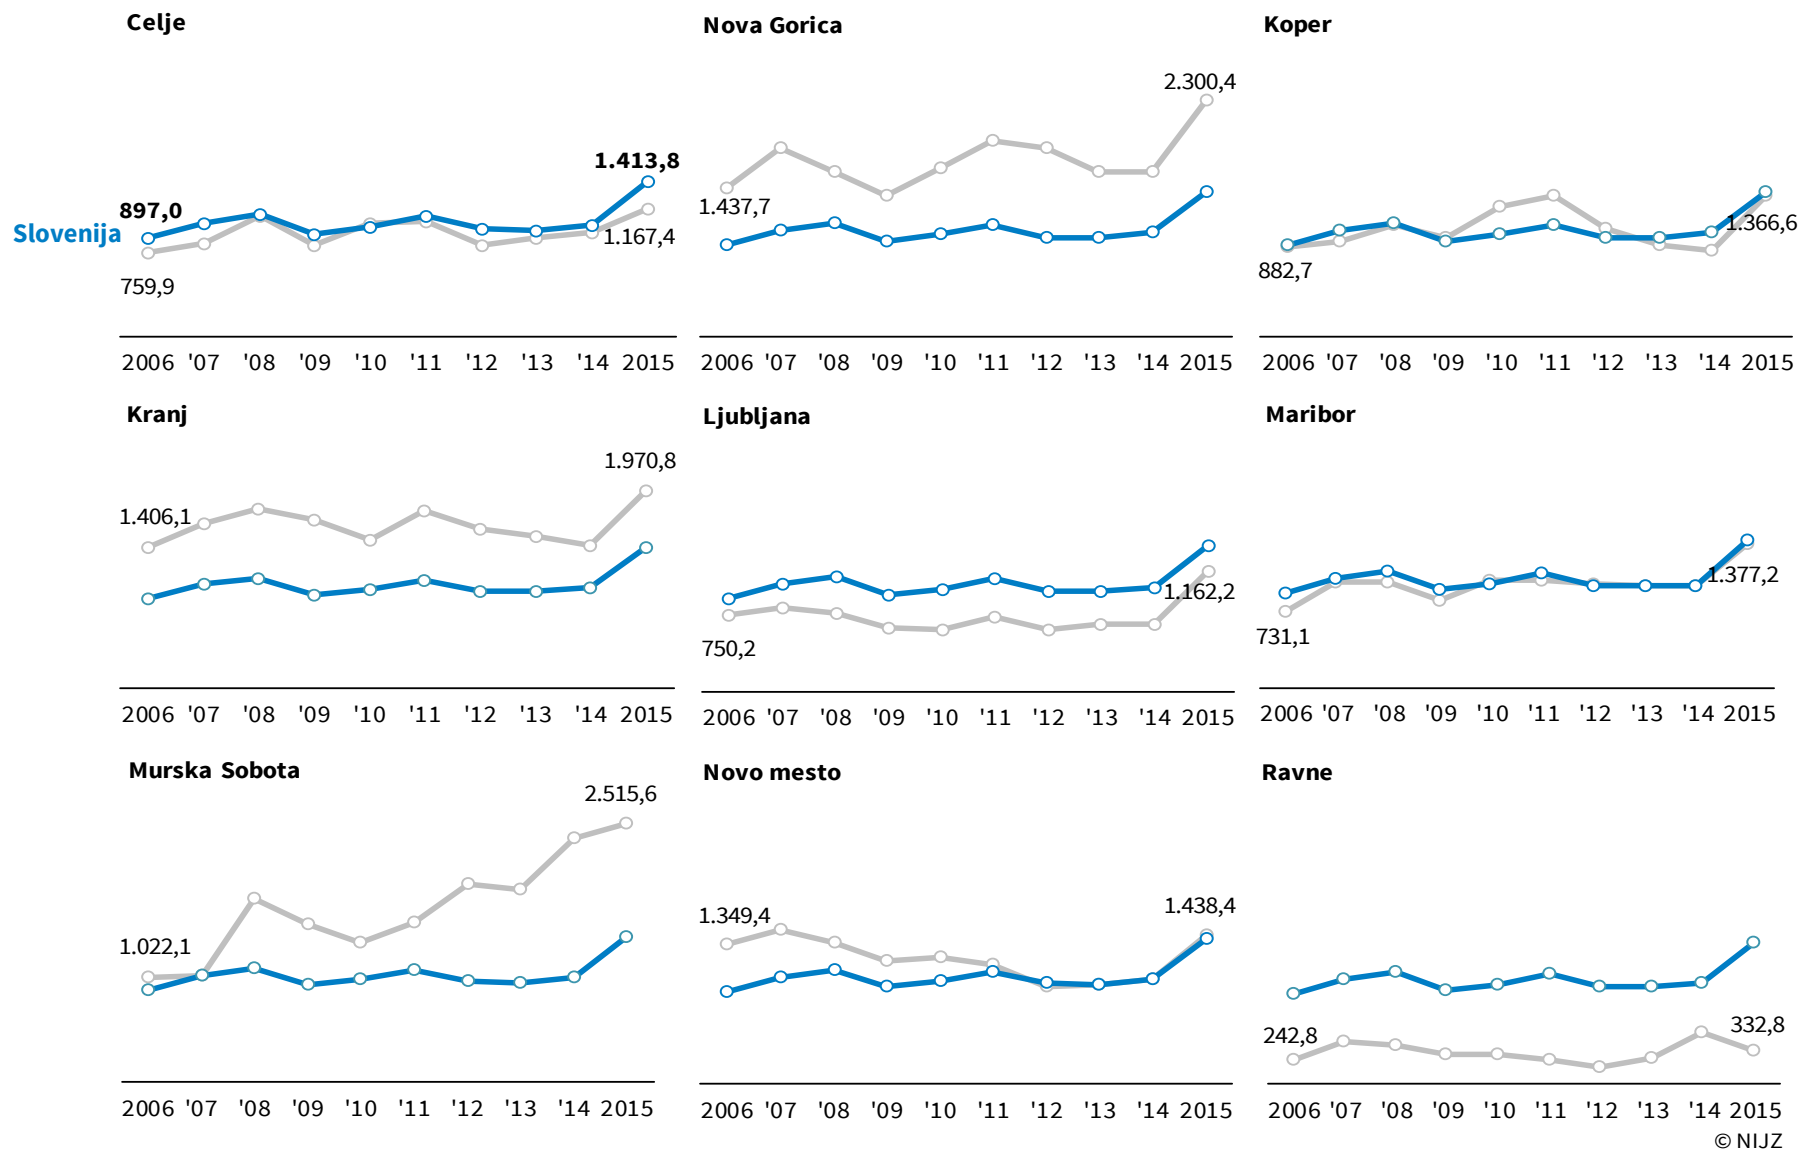 Celje
Nova Gorica
Koper
2.300,4
1.413,8
897,0
1.437,7
Slovenija
1.167,4
1.366,6
882,7
759,9
2006 '07 '08 '09 '10 '11 '12 '13 '14 2015
2006 '07 '08 '09 '10 '11 '12 '13 '14 2015
2006 '07 '08 '09 '10 '11 '12 '13 '14 2015
Kranj
Ljubljana
Maribor
1.970,8
1.406,1
1.162,2
1.377,2
750,2
731,1
2006 '07 '08 '09 '10 '11 '12 '13 '14 2015
2006 '07 '08 '09 '10 '11 '12 '13 '14 2015
2006 '07 '08 '09 '10 '11 '12 '13 '14 2015
Murska Sobota
Novo mesto
Ravne
2.515,6
1.349,4
1.438,4
1.022,1
242,8
332,8
2006 '07 '08 '09 '10 '11 '12 '13 '14 2015
2006 '07 '08 '09 '10 '11 '12 '13 '14 2015
2006 '07 '08 '09 '10 '11 '12 '13 '14 2015
© NIJZ